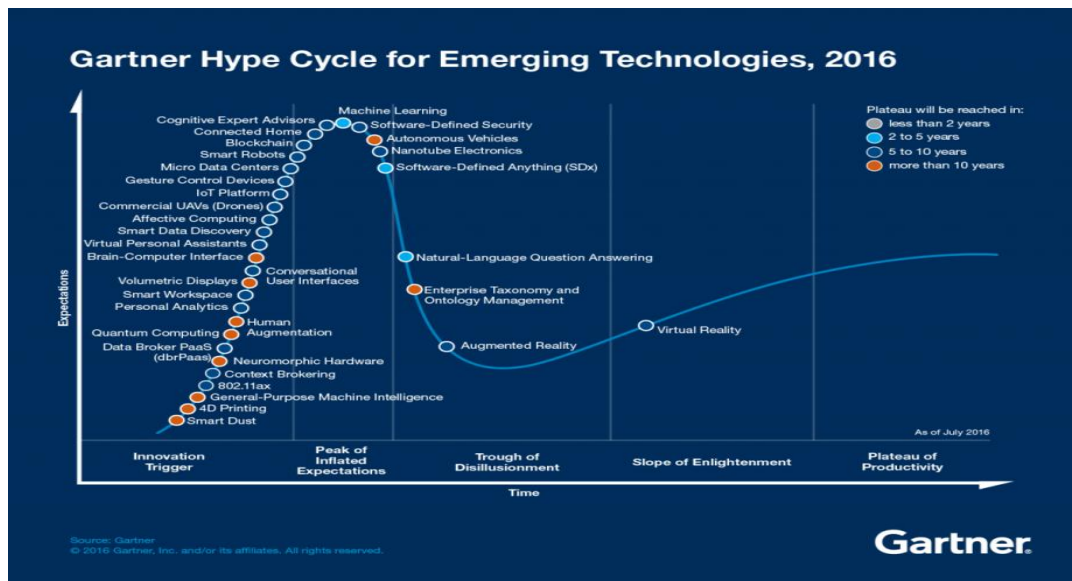 Gartner Hype Cycle for Emerging Technologies, 2016
Plateau will be reached in:
less than 2 years
2 to 5 years
5 to 10 years
more than 10 years
Expectations
Machine Learning
Cognitive Expert Advisors
Software-Defined Security
Connected Home
Autonomous Vehicles
Blockchain
Nanotube Electronics
Smart Robots
Micro Data Centers
Software-Defined Anything (SDx)
Gesture Control Devices
IoT Platform
Commercial UAVs (Drones)
Affective Computing
Smart Data Discovery
Virtual Personal Assistants
Brain-Computer Interface
Natural-Language Question Answering
Conversational
User Interfaces
Volumetric Displays
Enterprise Taxonomy and
Ontology Management
Smart Workspace
Personal Analytics
Human
Augmentation
Quantum Computing
Virtual Reality
Data Broker PaaS
(dbrPaas)
Augmented Reality
Neuromorphic Hardware
Context Brokering
802.11ax
General-Purpose Machine Intelligence
4D Printing
Smart Dust
As of July 2016
Innovation
Trigger
Peak of
Inflated
Expectations
Trough of
Disillusionment
Slope of Enlightenment
Plateau of
Productivity
Time
Source: Gartner
© 2016 Gartner, Inc. and/or its affiliates. All rights reserved.
Gartner®